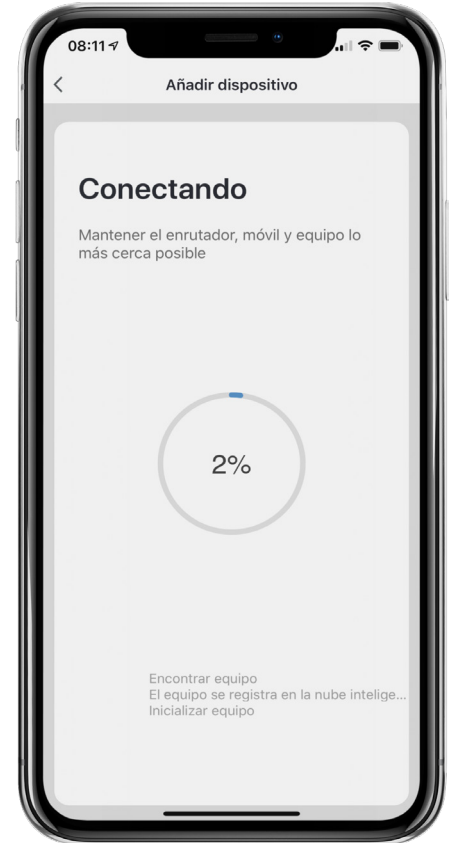 08:11
Añadir dispositivo
Conectando
Mantener el enrutador, móvil y equipo lo
más cerca posible
2%
Encontrar equipo
El equipo se registra en la nube intelige...
Inicializar equipo